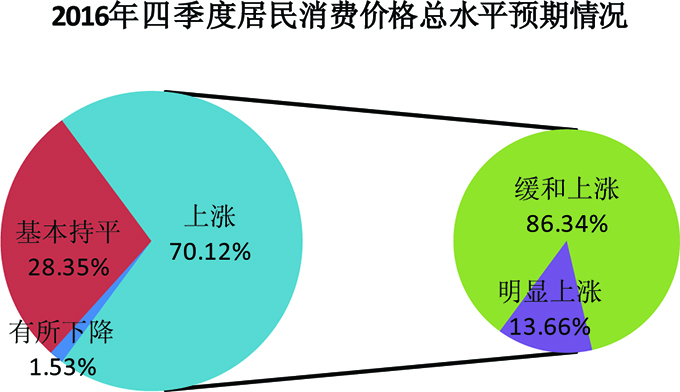 2016年四季度居民消费价格总水平预期情况
上涨
70.12%
基本持平
28.35%
有所下降
1.53%
缓和上涨
86.34%
明显上涨
13.66%